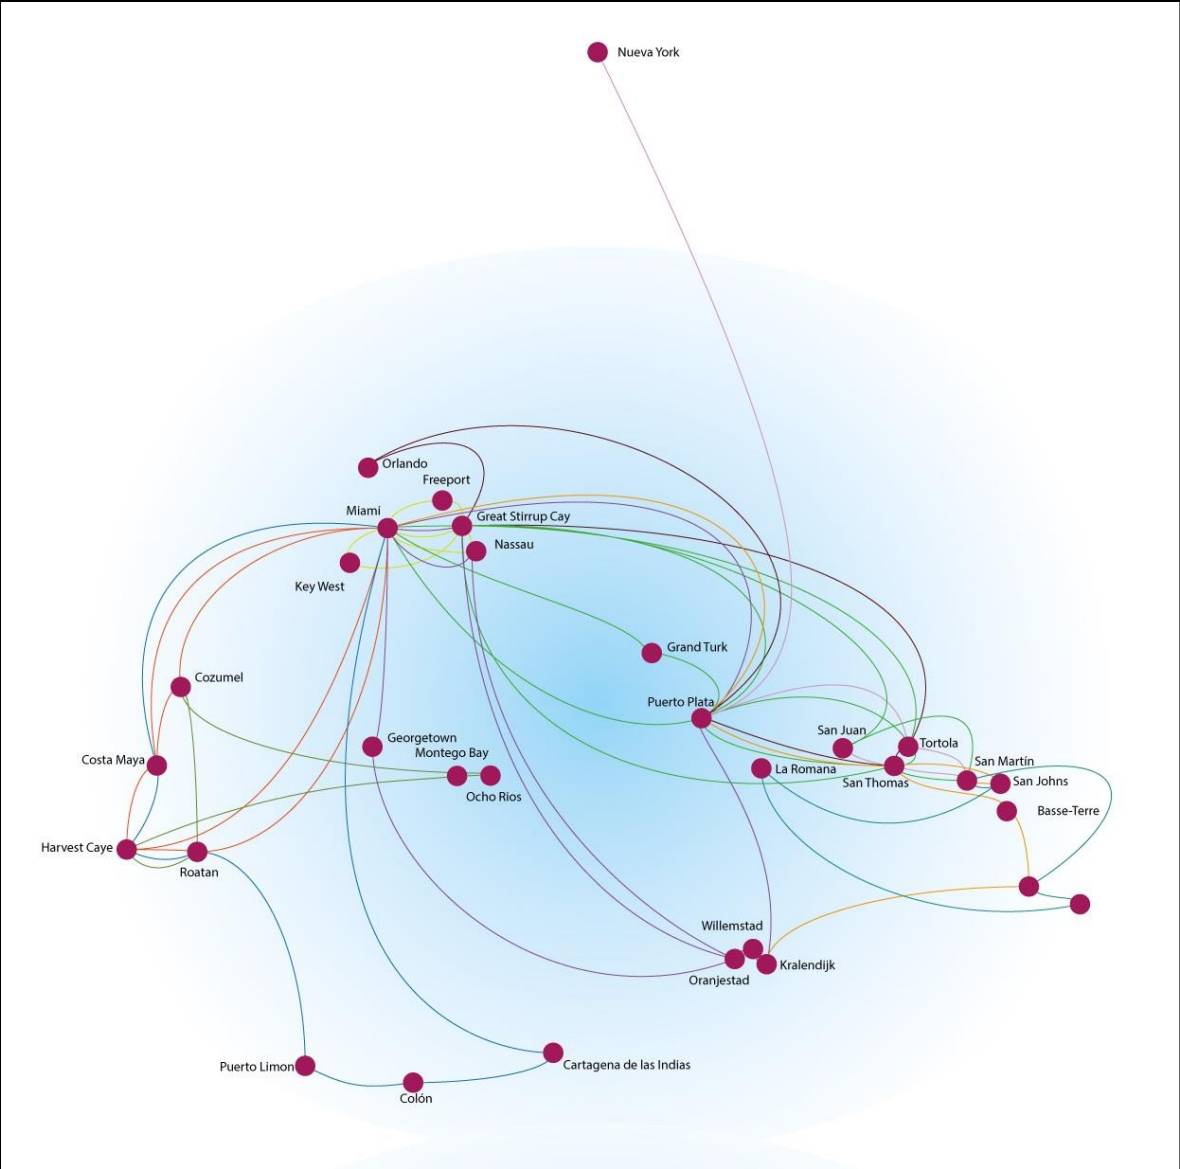 Nueva York
Orlando
Freeport
Miami
Great Stirrup Cay
Nassau
Key West
Grand Turk
Cozumel
Puerto Plata
San Juan
Georgetown
Tortola
Montego Bay
Costa Maya
San Martín
La Romana
San Thomas
San Johns
Ocho Rios
Basse-Terre
Harvest Caye
Roatan
Willemstad
Kralendijk
Oranjestad
Puerto Limon
Cartagena de las Indias
Colón